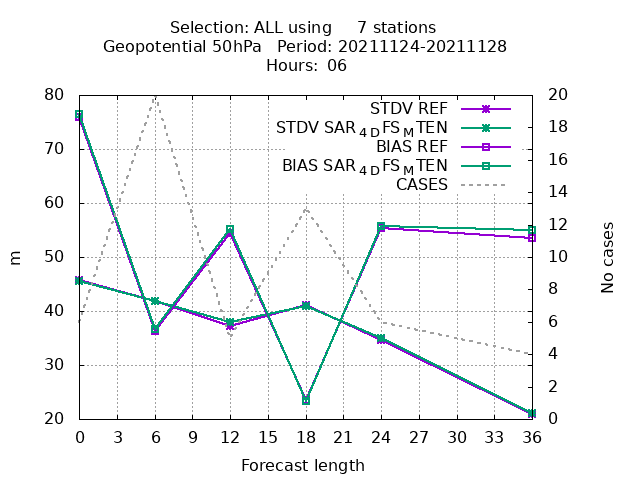 Selection: ALL using     7 stations
Geopotential 50hPa   Period: 20211124-20211128
Hours:  06
80
70
60
50
40
30
20
m
20
18
16
14
12
10
8
6
4
2
0
No cases
STDV REF
STDV SAR4DFSMTEN
BIAS REF
BIAS SAR4DFSMTEN
CASES
0 3 6 9 12 15 18 21 24 27 30 33 36
Forecast length